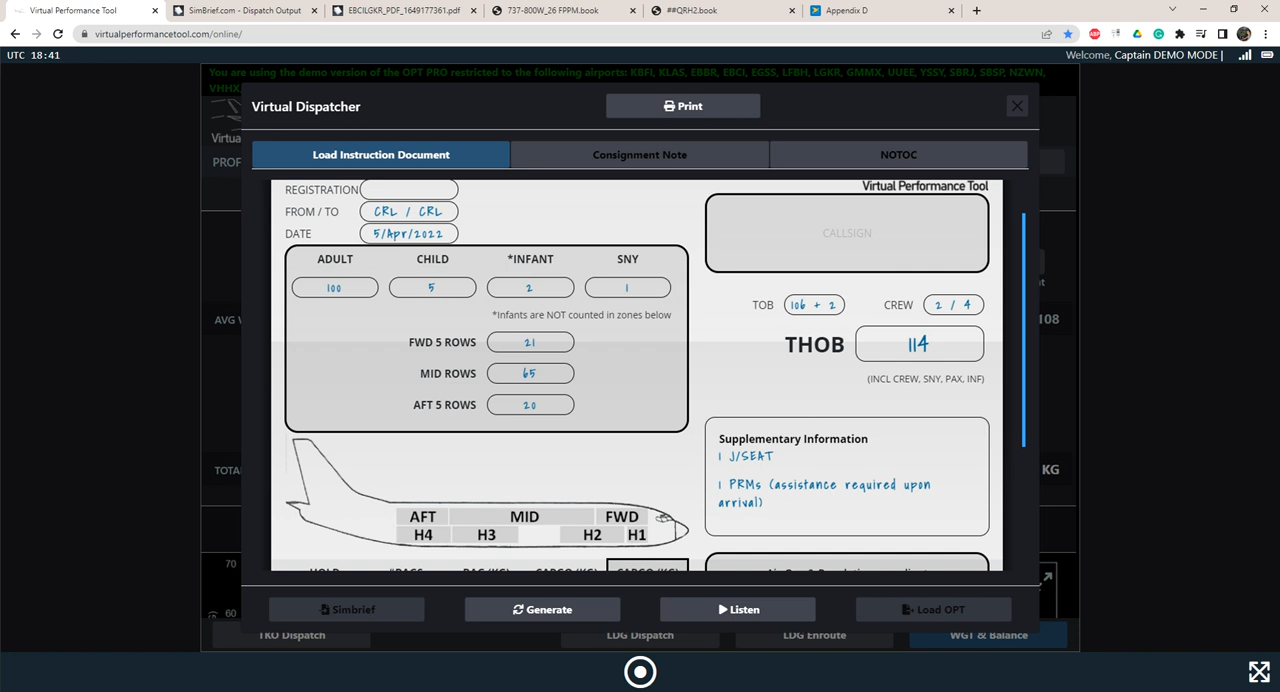 Virtual Performance Tool
SimBrief.com - Dispatch Output
EBCILGKR_PDF_1649177361.pdf
737-800W_26 FPPM.book
##QRH2.book
Appendix D
virtualperformancetool.com/online/
UTC 18:41
Welcome, Captain DEMO MODE |
You are using the demo version of the OPT PRO restricted to the following airports: KBFI, KLAS, EBBR, EBCI, EGSS, LFBH, LGKR, GMMX, UUEE, YSSY, SBRJ, SBSP, NZWN,
VHHX,
Virtual Dispatcher
Print
Virtua
PROF
Load Instruction Document
Consignment Note
NOTOC
REGISTRATION
Virtual Performance Tool
FROM / TO CRL / CRL
DATE 5/Apr/2022
CALLSIGN
ADULT CHILD *INFANT SNY
100 5 2 1
TOB 106 + 2 CREW 2 / 4
*Infants are NOT counted in zones below
AVG W
108
FWD 5 ROWS 21
THOB 114
MID ROWS 65
(INCL CREW, SNY, PAX, INF)
AFT 5 ROWS 20
Supplementary Information
1 J/SEAT
TOTA
KG
1 PRMs (assistance required upon
arrival)
AFT MID FWD
H4 H3 H2 H1
70
60
Simbrief
Generate
Listen
Load OPT
TKO Dispatch
LDG Dispatch
LDG Enroute
WGT & Balance